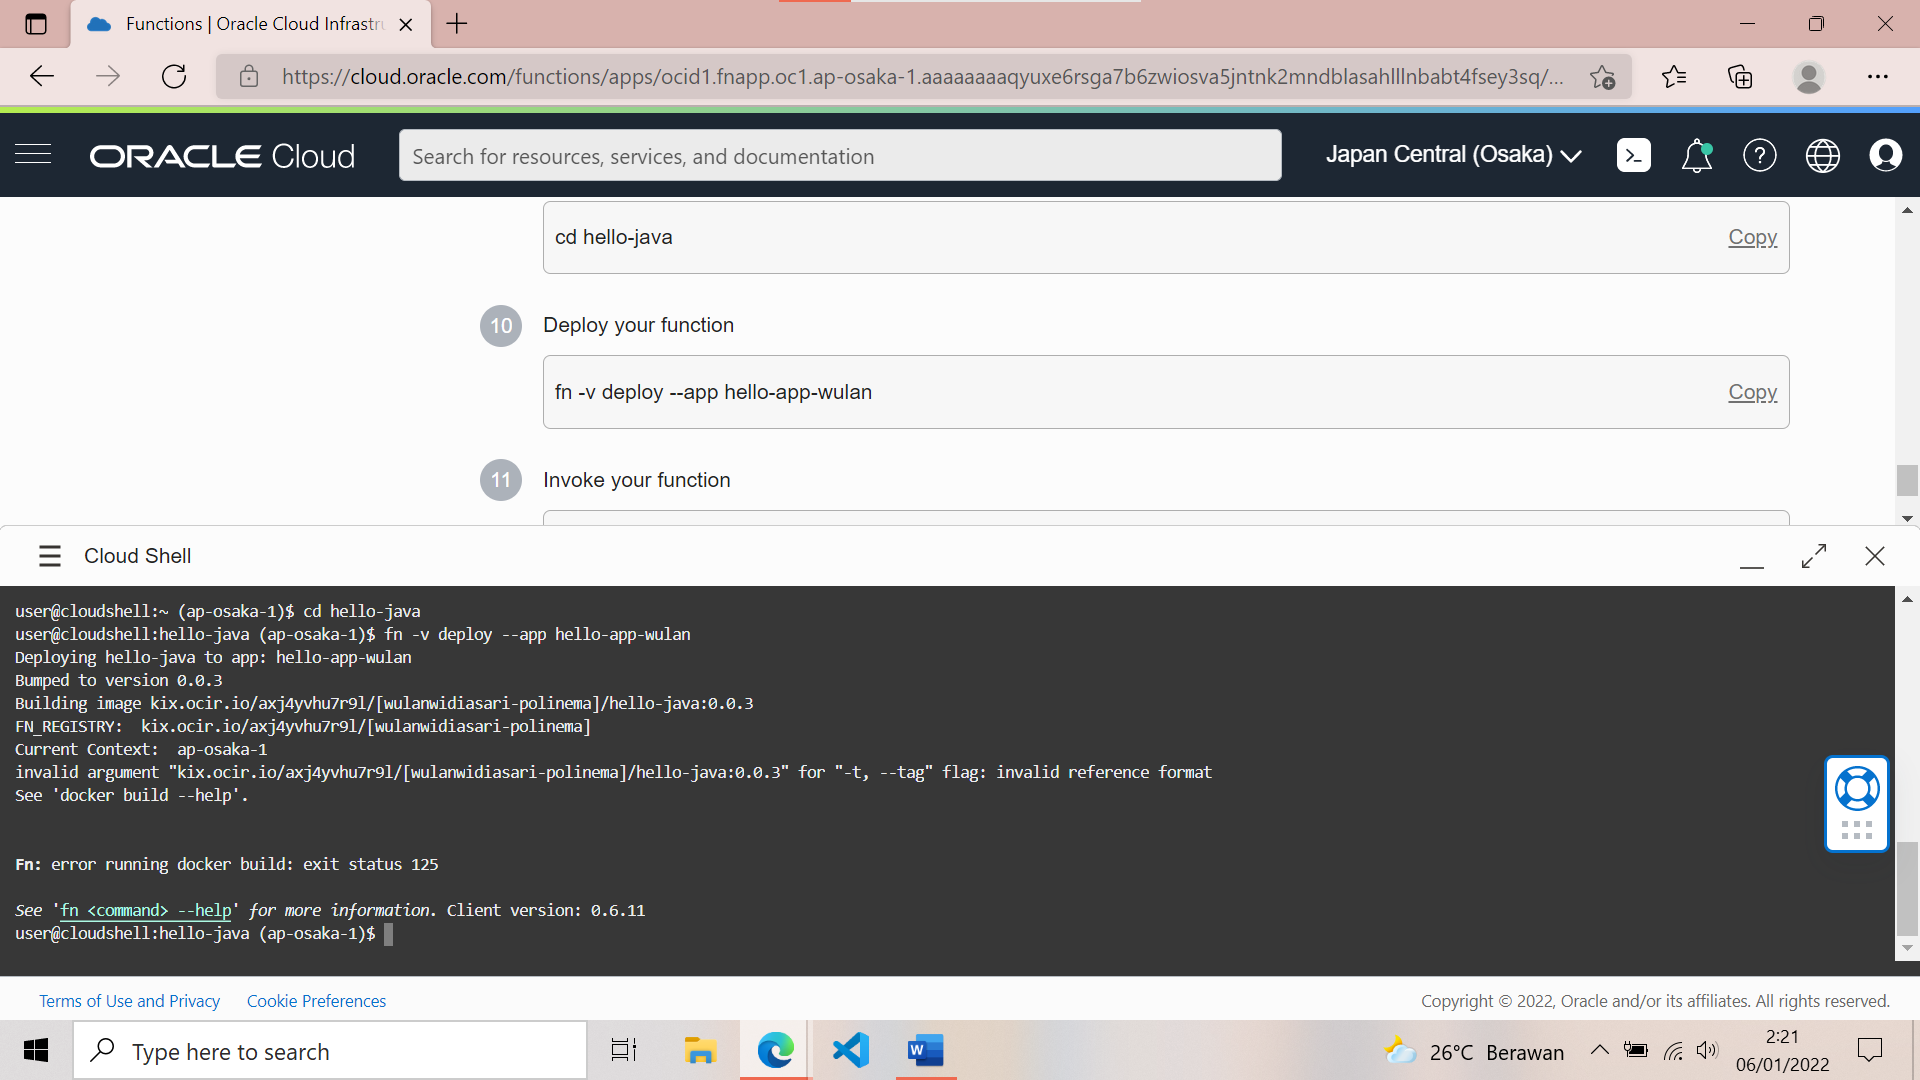 Functions | Oracle Cloud Infrastru
https://cloud.oracle.com/functions/apps/ocid1.fnapp.oc1.ap-osaka-1.aaaaaaaaqyuxe6rsga7b6zwiosva5jntnk2mndblasahlllnbabt4fsey3sq/...
ORACLE Cloud
Search for resources, services, and documentation
Japan Central (Osaka)
cd hello-java
Copy
10 Deploy your function
fn -v deploy --app hello-app-wulan
Copy
11 Invoke your function
Cloud Shell
user@cloudshell:~ (ap-osaka-1)$ cd hello-java
user@cloudshell:hello-java (ap-osaka-1)$ fn -v deploy --app hello-app-wulan
Deploying hello-java to app: hello-app-wulan
Bumped to version 0.0.3
Building image kix.ocir.io/axj4yvhu7r9l/[wulanwidiasari-polinema]/hello-java:0.0.3
FN_REGISTRY:  kix.ocir.io/axj4yvhu7r9l/[wulanwidiasari-polinema]
Current Context:  ap-osaka-1
invalid argument "kix.ocir.io/axj4yvhu7r9l/[wulanwidiasari-polinema]/hello-java:0.0.3" for "-t, --tag" flag: invalid reference format
See 'docker build --help'.
Fn: error running docker build: exit status 125
See 'fn <command> --help' for more information. Client version: 0.6.11
user@cloudshell:hello-java (ap-osaka-1)$
Terms of Use and Privacy
Cookie Preferences
Copyright © 2022, Oracle and/or its affiliates. All rights reserved.
Type here to search
26°C Berawan
2:21
06/01/2022